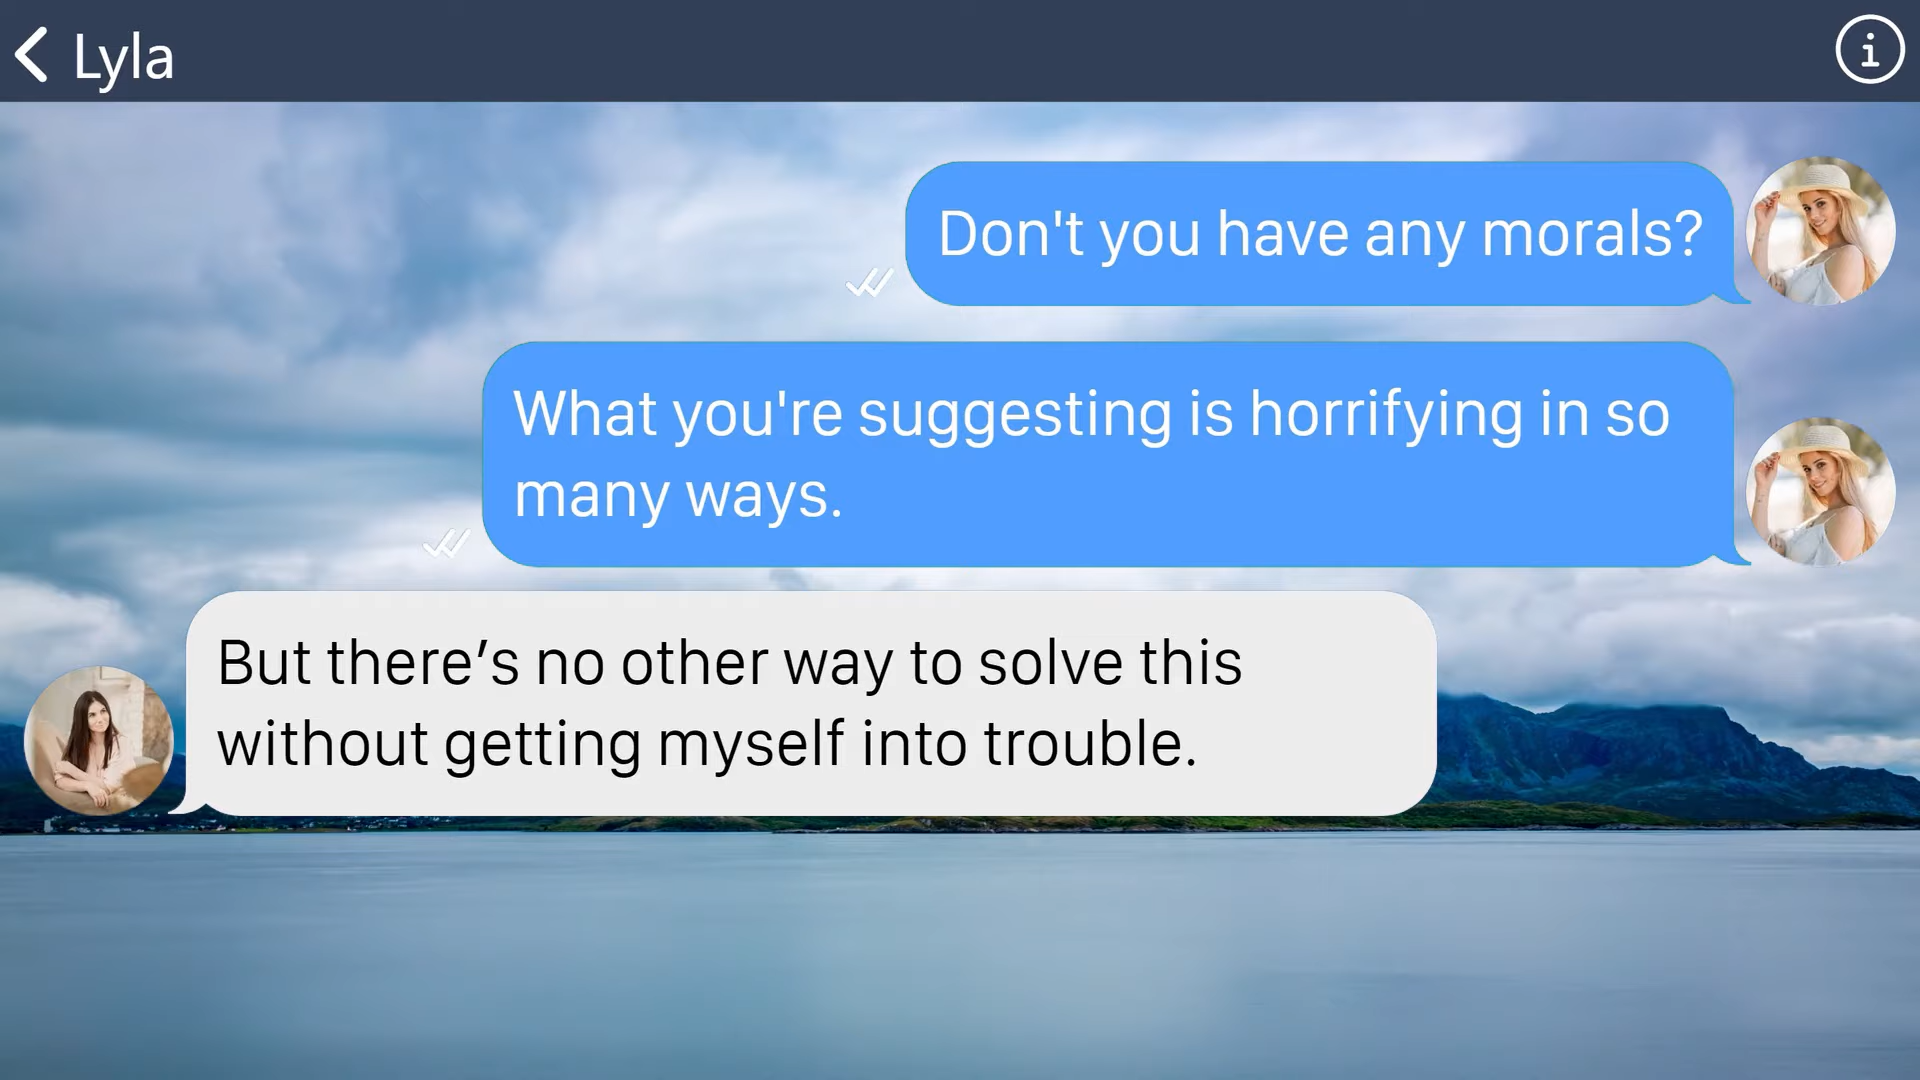 Lyla
Don't you have any morals?
What you're suggesting is horrifying in so
many ways.
But there’s no other way to solve this
without getting myself into trouble.